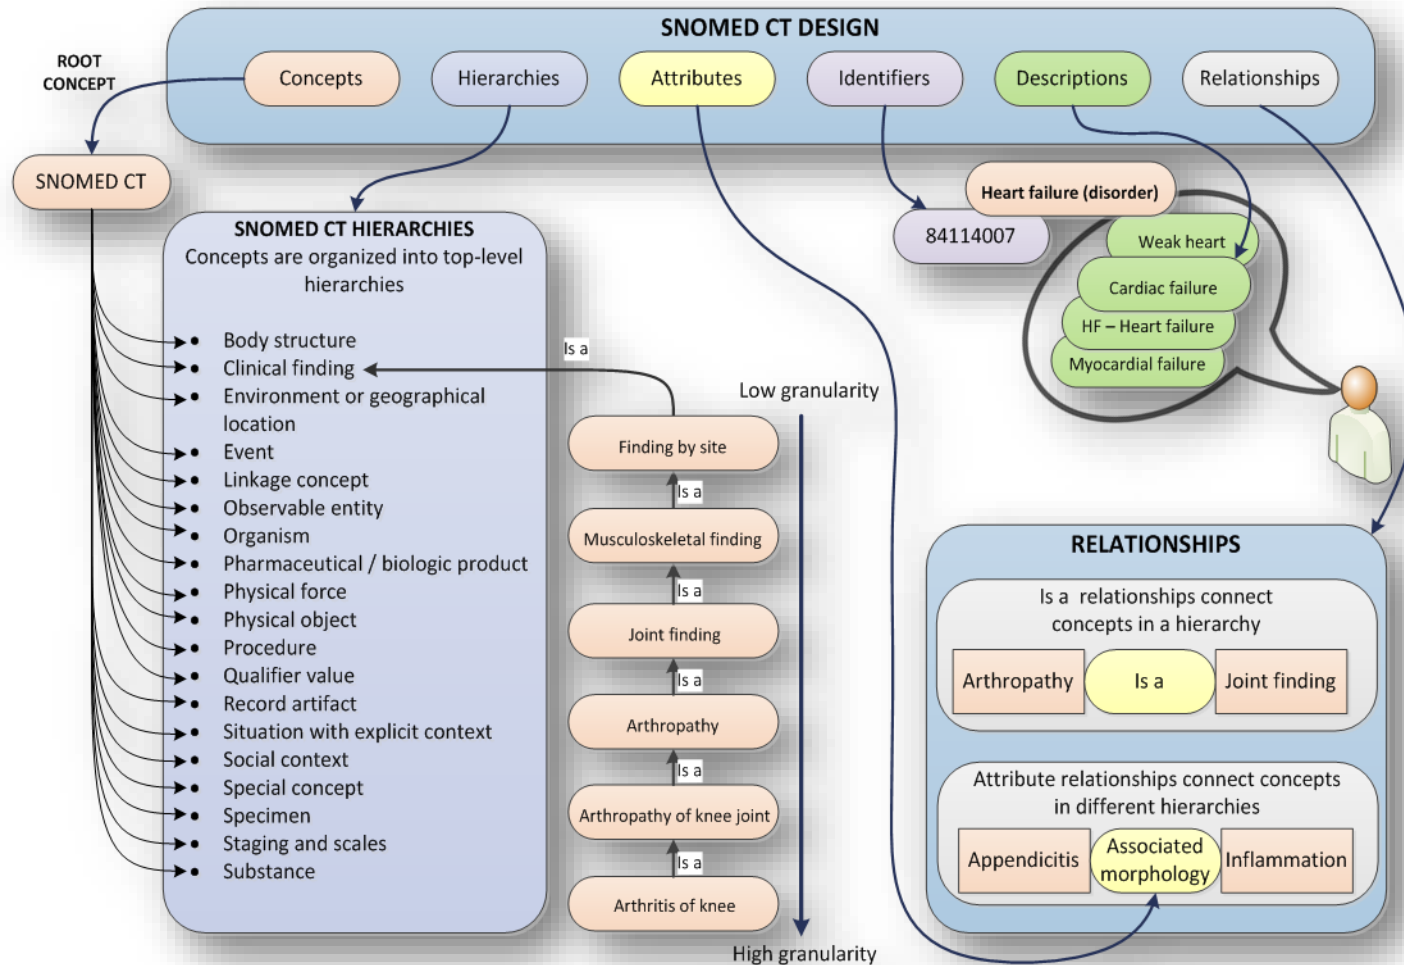 SNOMED CT DESIGN
ROOT
CONCEPT
Concepts
Hierarchies
Attributes
Identifiers
Descriptions
Relationships
SNOMED CT
SNOMED CT HIERARCHIES
Concepts are organized into top-level
hierarchies
• Body structure
• Clinical finding
• Environment or geographical
location
• Event
• Linkage concept
• Observable entity
• Organism
• Pharmaceutical / biologic product
• Physical force
• Physical object
• Procedure
• Qualifier value
• Record artifact
• Situation with explicit context
• Social context
• Special concept
• Specimen
• Staging and scales
• Substance
Is a
Finding by site
Is a
Musculoskeletal finding
Is a
Joint finding
Is a
Arthropathy
Is a
Arthropathy of knee joint
Is a
Arthritis of knee
Low granularity
High granularity
Heart failure (disorder)
84114007
Weak heart
Cardiac failure
HF – Heart failure
Myocardial failure
RELATIONSHIPS
Is a relationships connect
concepts in a hierarchy
Arthropathy
Is a
Joint finding
Attribute relationships connect concepts
in different hierarchies
Appendicitis
Associated
morphology
Inflammation